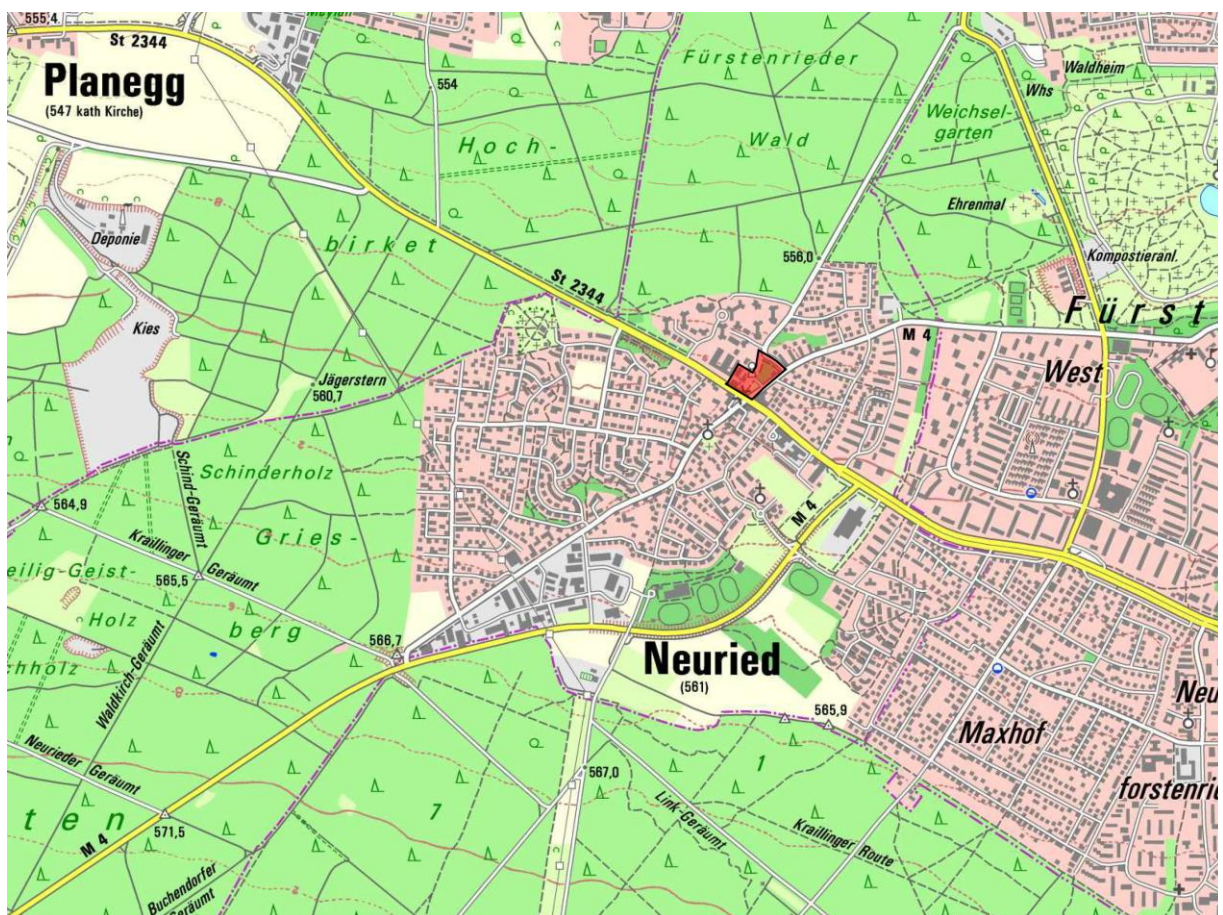 555,4
St 2344
Planegg
(547 kath Kirche)
554
Fürstenrieder
Wald
Hoch-
birket
Waldheim
Whs
Weichsel-
garten
Ehrenmal
Kompostieranl.
Deponie
Kies
St 2344
556,0
M 4
Fürst
West
Jägerstern
560,7
Schinderholz
Schind-Geräumt
564,9
Kraillinger
Geräumt
Gries-
berg
565,5
eilig-Geist-
Holz
chholz
Waldkirch-Geräumt
566,7
M 4
Neuried
(561)
565,9
Maxhof
Neu
forstenrie
Neurieder Geräumt
571,5
ten
M 4
Buchendorfer
Geräumt
7
567,0
1
Link-Geräumt
Kraillinger Route